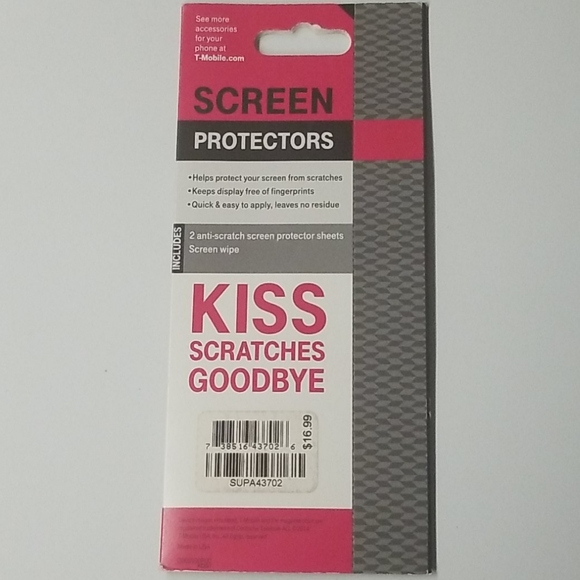 See more
accessories
for your
phone at
T-Mobile.com
SCREEN
PROTECTORS
•Helps protect your screen from scratches
•Keeps display free of fingerprints
•Quick & easy to apply, leaves no residue
INCLUDES
2 anti-scratch screen protector sheets
Screen wipe
KISS
SCRATCHES
GOODBYE
7 38516 43702 6
$16.99
SUPA43702